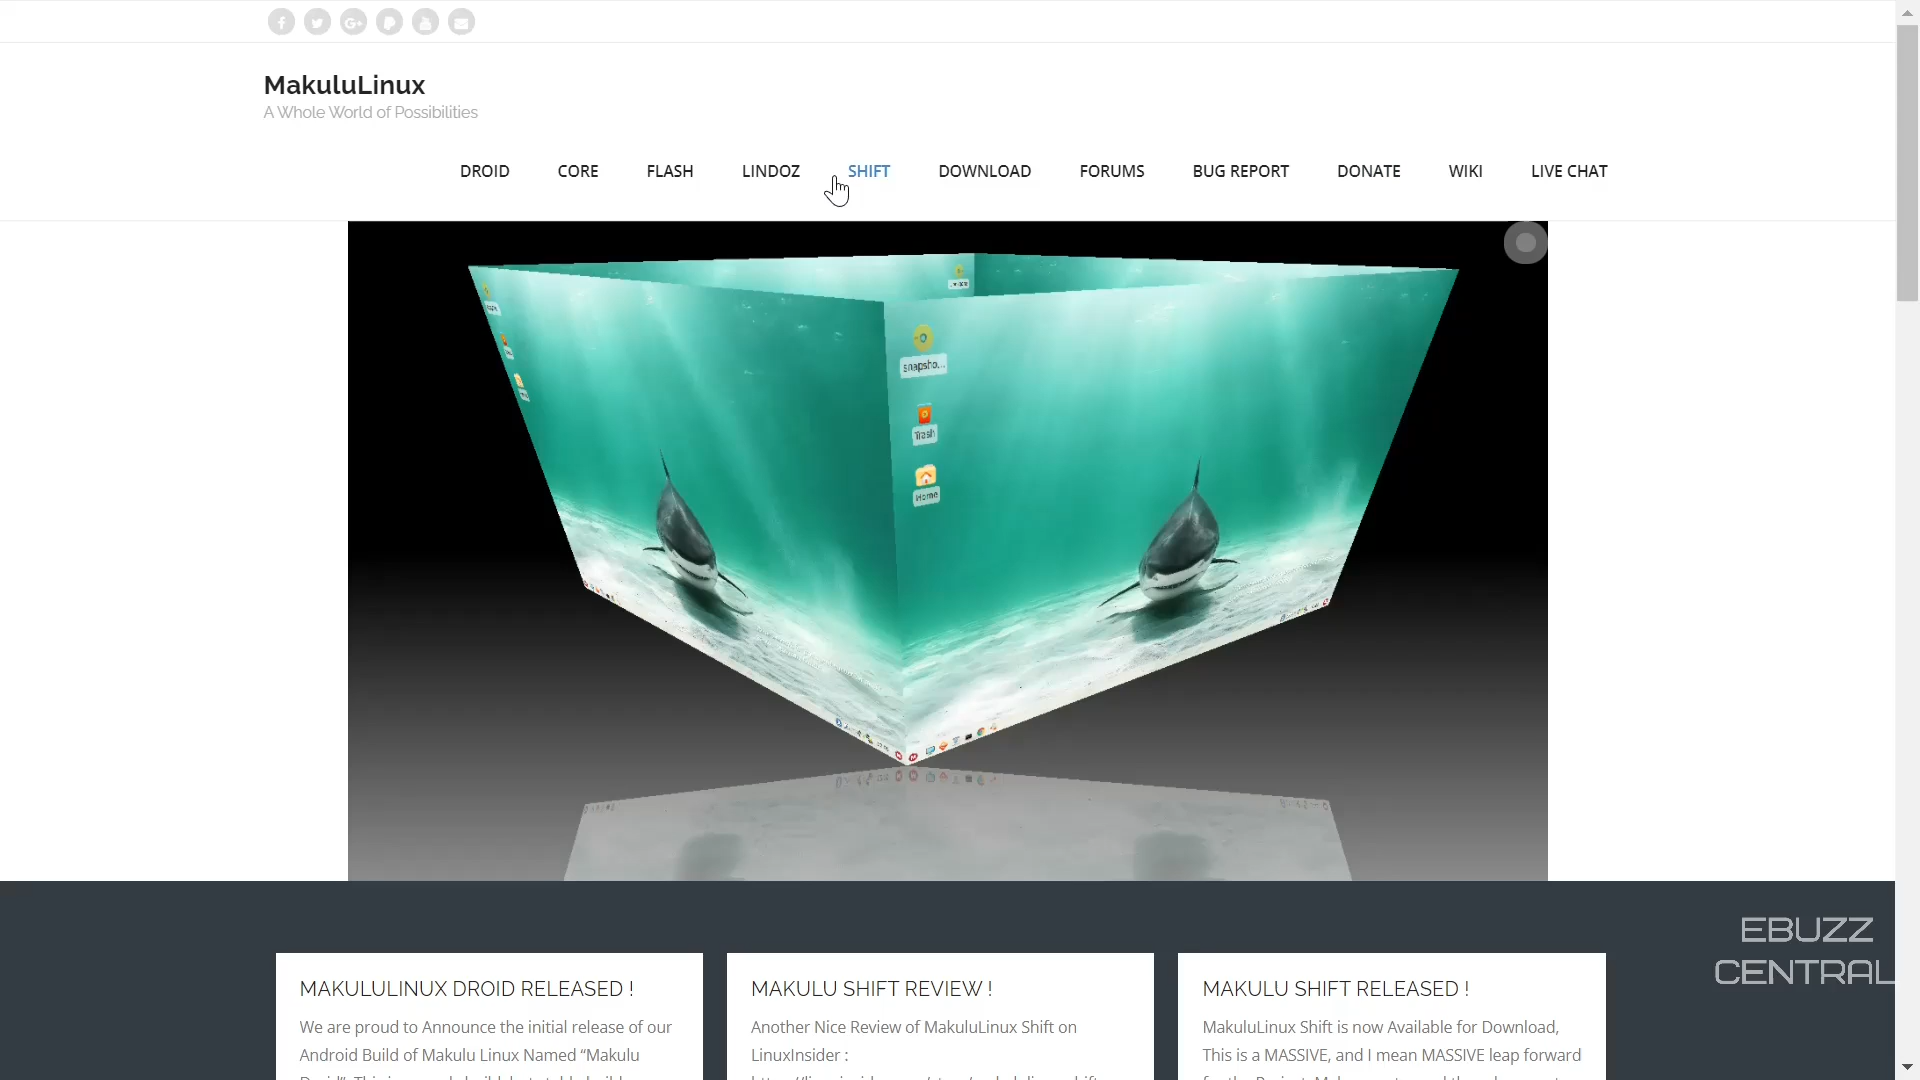 MakuluLinux
A Whole World of Possibilities
DROID CORE FLASH LINDOZ SHIFT DOWNLOAD FORUMS BUG REPORT DONATE WIKI LIVE CHAT
snapsho...
Trash
Home
EBUZZ
CENTRAL
MAKULULINUX DROID RELEASED !
We are proud to Announce the initial release of our
Android Build of Makulu Linux Named “Makulu
MAKULU SHIFT REVIEW !
Another Nice Review of MakuluLinux Shift on
LinuxInsider :
MAKULU SHIFT RELEASED !
MakuluLinux Shift is now Available for Download,
This is a MASSIVE, and I mean MASSIVE leap forward